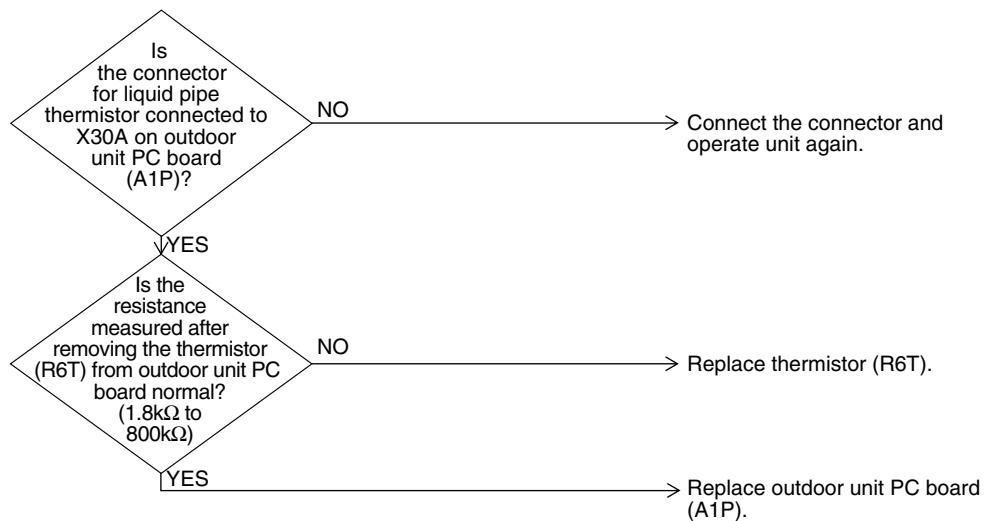 Is
the connector
for liquid pipe
thermistor connected to
X30A on outdoor
unit PC board
(A1P)?
NO
Connect the connector and
operate unit again.
YES
Is the
resistance
measured after
removing the thermistor
(R6T) from outdoor unit PC
board normal?
(1.8kΩ to
800kΩ)
NO
Replace thermistor (R6T).
YES
Replace outdoor unit PC board
(A1P).